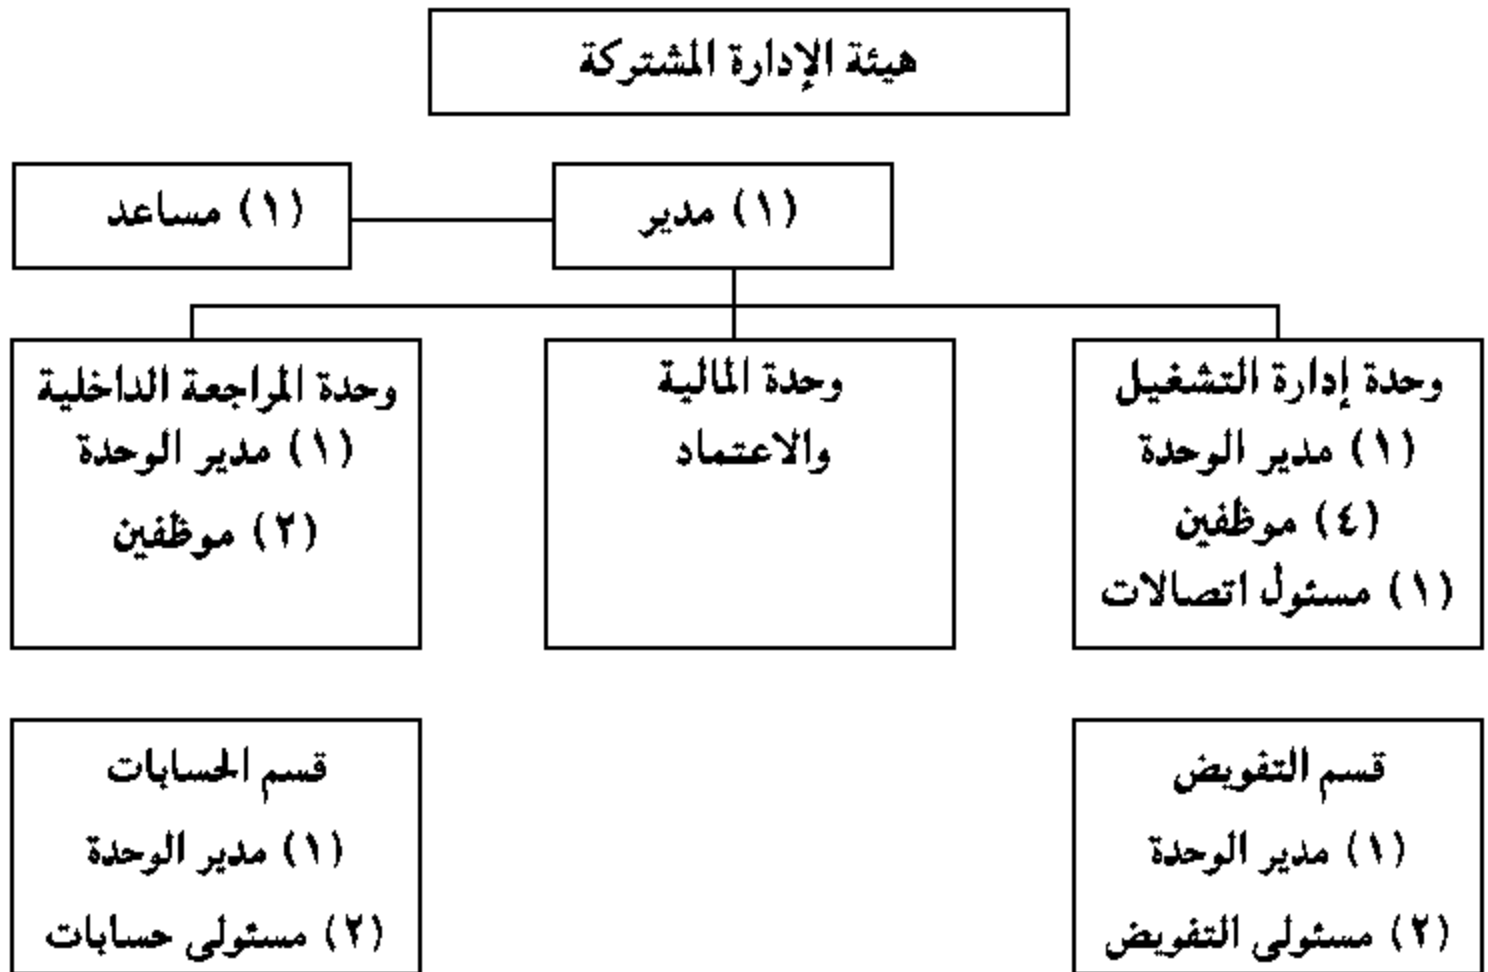 هيئة الإدارة المشتركة
(١) مدير
(١) مساعد
وحدة إدارة التشغيل
(١) مدير الوحدة
(٤) موظفين
(١) مسئول اتصالات
وحدة المالية
والاعتماد
وحدة المراجعة الداخلية
(١) مدير الوحدة
(٢) موظفين
قسم التفويض
(١) مدير الوحدة
(٢) مسئولى التفويض
قسم الحسابات
(١) مدير الوحدة
(٢) مسئولى حسابات